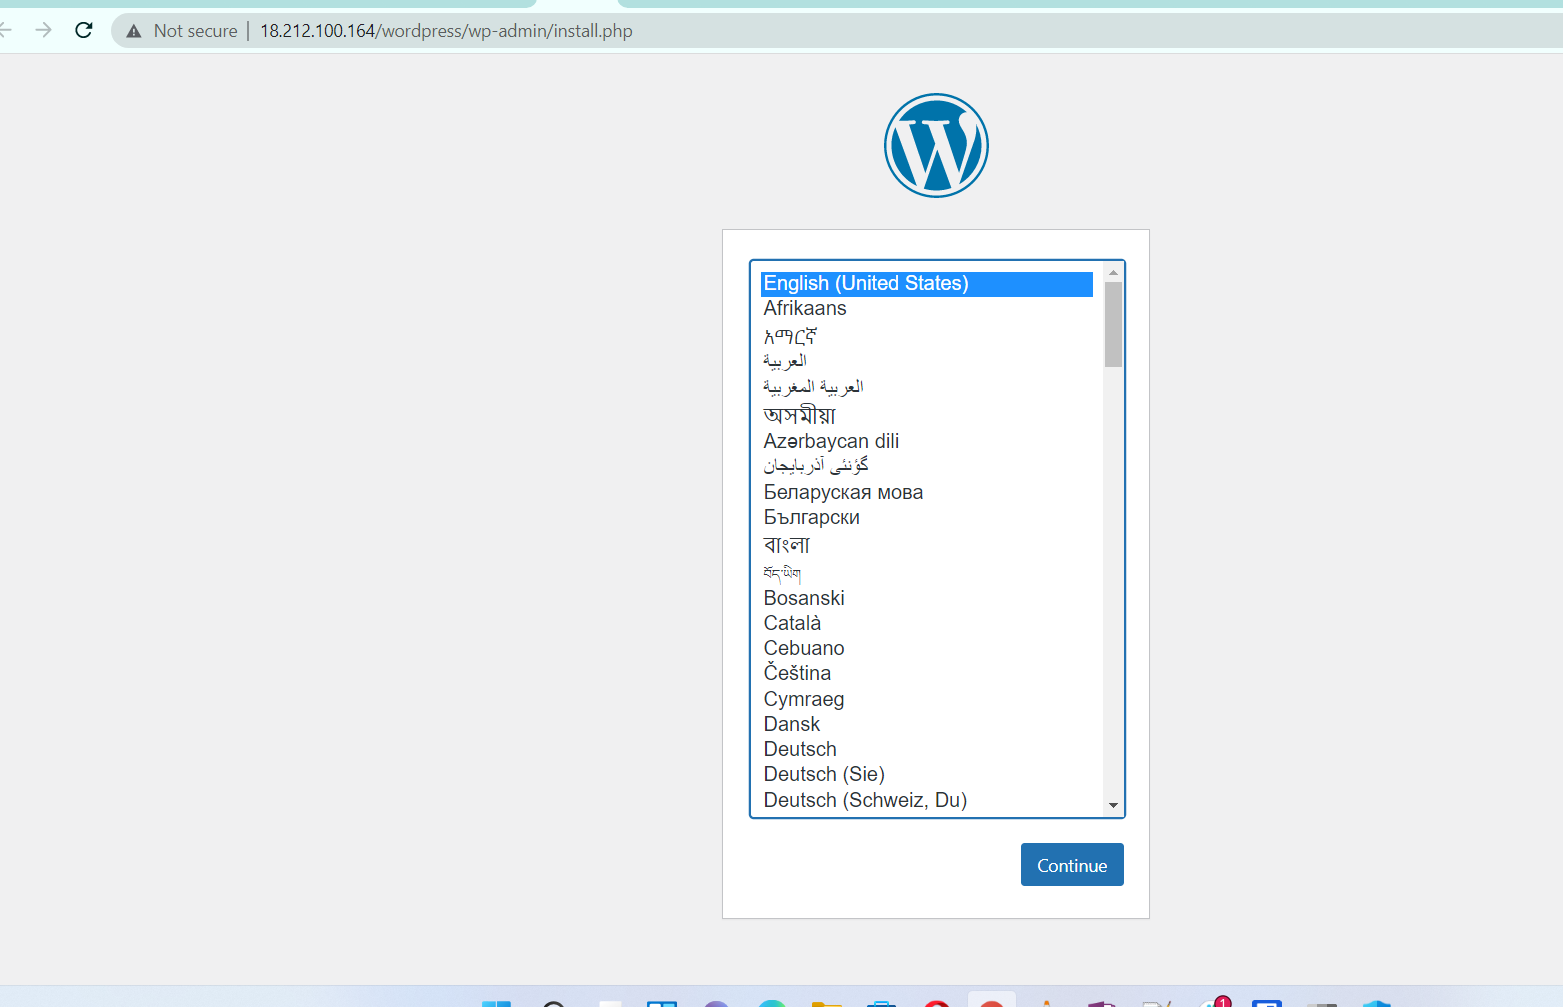 Not secure | 18.212.100.164/wordpress/wp-admin/install.php
English (United States)
Afrikaans
አማርኛ
العربية
العربية المغربية
অসমীয়া
Azərbaycan dili
گؤنئی آذربایجان
Беларуская мова
Български
বাংলা
བོད་ཡིག
Bosanski
Català
Cebuano
Čeština
Cymraeg
Dansk
Deutsch
Deutsch (Sie)
Deutsch (Schweiz, Du)
Continue
1